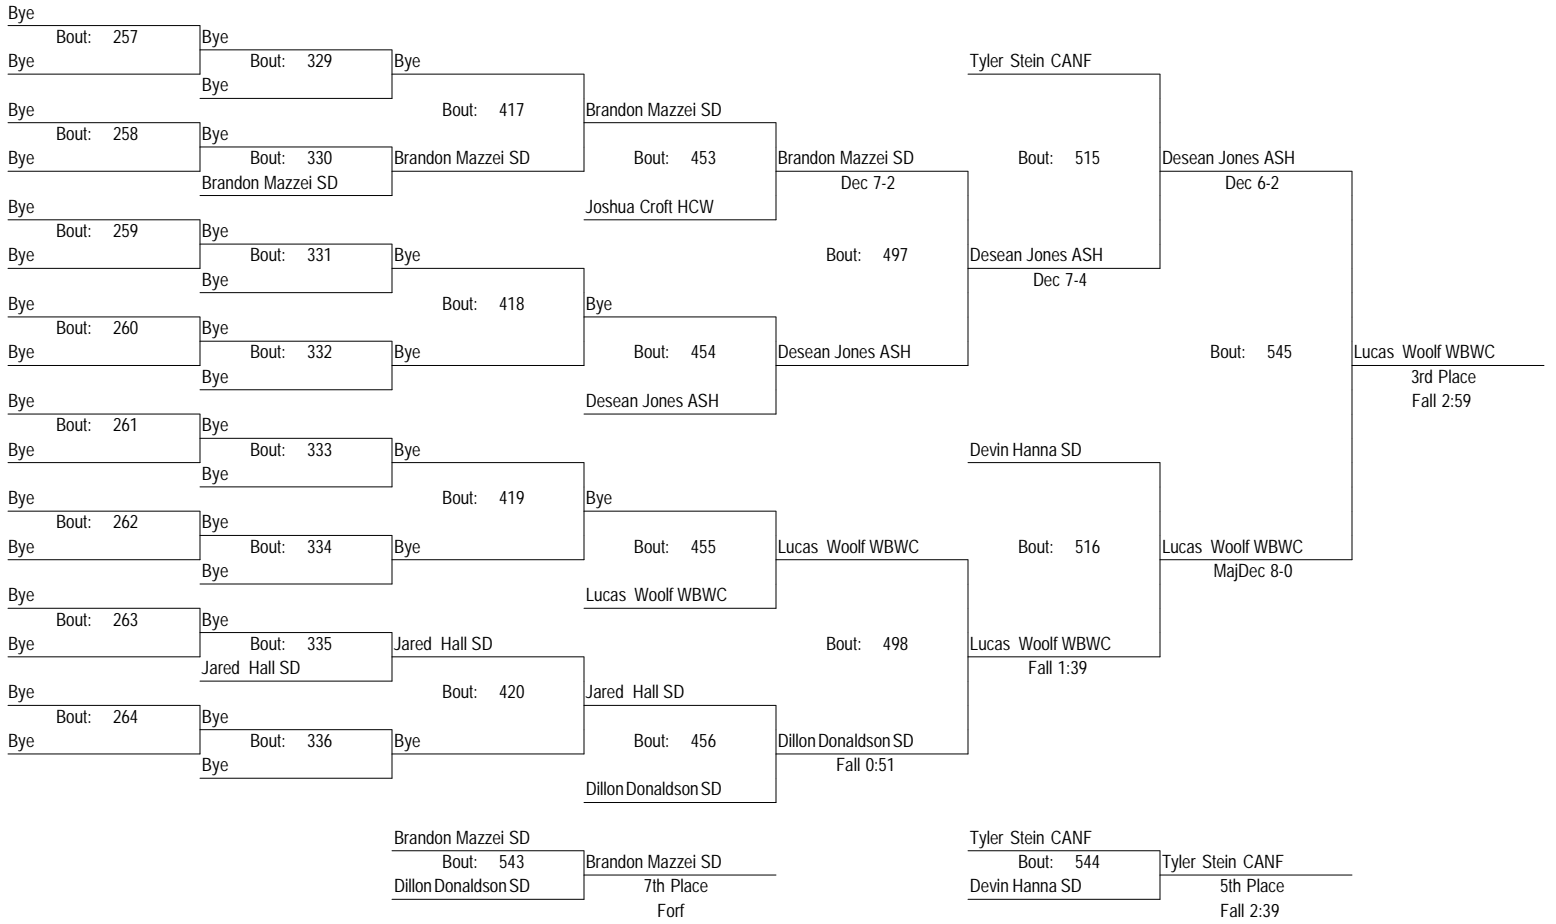 Bye
Bout: 257 Bye
Bye Bout: 329 Bye Tyler Stein CANF
Bye
Bye Bout: 417 Brandon Mazzei SD
Bout: 258 Bye
Bye Bout: 330 Brandon Mazzei SD Bout: 453 Brandon Mazzei SD Bout: 515 Desean Jones ASH
Brandon Mazzei SD Dec 7-2 Dec 6-2
Bye Joshua Croft HCW
Bout: 259 Bye
Bye Bout: 331 Bye Bout: 497 Desean Jones ASH
Bye Dec 7-4
Bye Bout: 418 Bye
Bout: 260 Bye
Bye Bout: 332 Bye Bout: 454 Desean Jones ASH Bout: 545 Lucas Woolf WBWC
Bye 3rd Place
Bye Desean Jones ASH Fall 2:59
Bout: 261 Bye
Bye Bout: 333 Bye Devin Hanna SD
Bye
Bye Bout: 419 Bye
Bout: 262 Bye
Bye Bout: 334 Bye Bout: 455 Lucas Woolf WBWC Bout: 516 Lucas Woolf WBWC
Bye MajDec 8-0
Bye Lucas Woolf WBWC
Bout: 263 Bye
Bye Bout: 335 Jared Hall SD Bout: 498 Lucas Woolf WBWC
Jared Hall SD Fall 1:39
Bye Bout: 420 Jared Hall SD
Bout: 264 Bye
Bye Bout: 336 Bye Bout: 456 Dillon Donaldson SD
Bye Fall 0:51
Dillon Donaldson SD
Brandon Mazzei SD Tyler Stein CANF
Bout: 543 Brandon Mazzei SD Bout: 544 Tyler Stein CANF
Dillon Donaldson SD 7th Place Devin Hanna SD 5th Place
Forf Fall 2:39